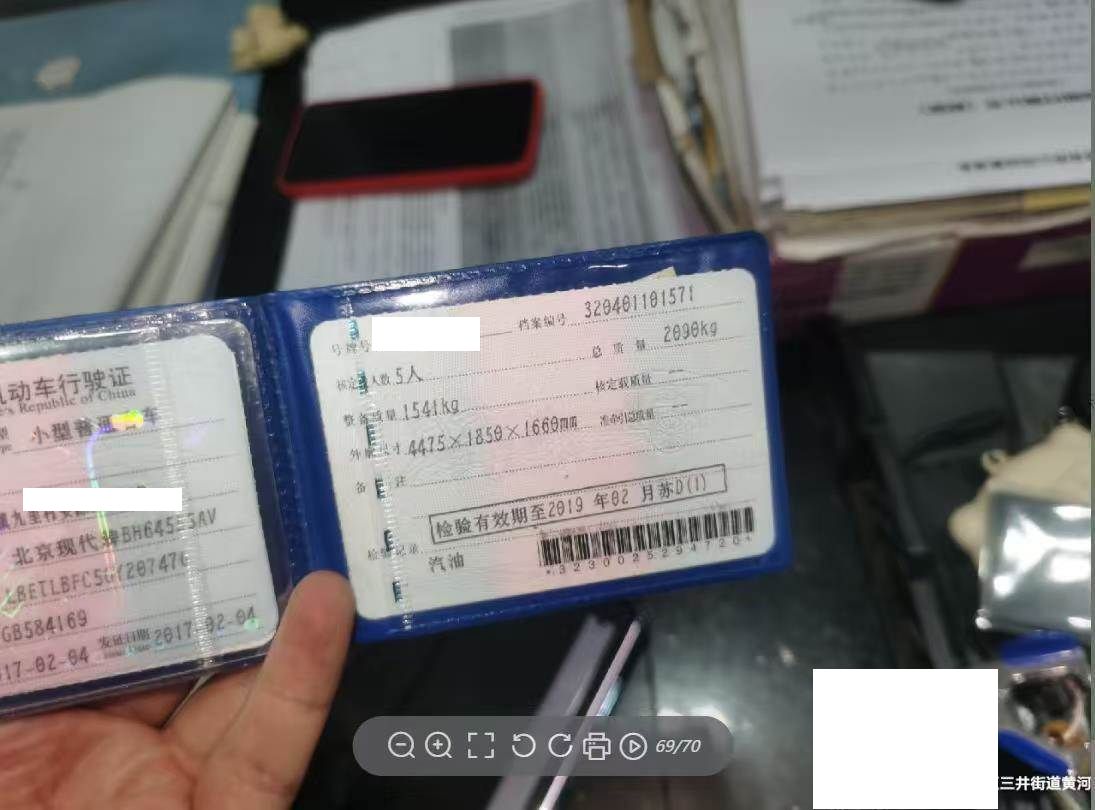 机动车行驶证
's Republic of China
小型普通客车
北京现代牌BH6455AV
GB584169
发证日期 2017-02-04
17-02-04
号牌号
档案编号 320401101571
核定载人数 5人
总质量 2090kg
整备质量 1541kg
核定载质量 --
外廓尺寸 4475×1850×1660mm
准牵引总质量 --
备注
检验有效期至2019年02月苏D(1)
检验记录
汽油
*3230025294720*
69/70
三井街道黄河